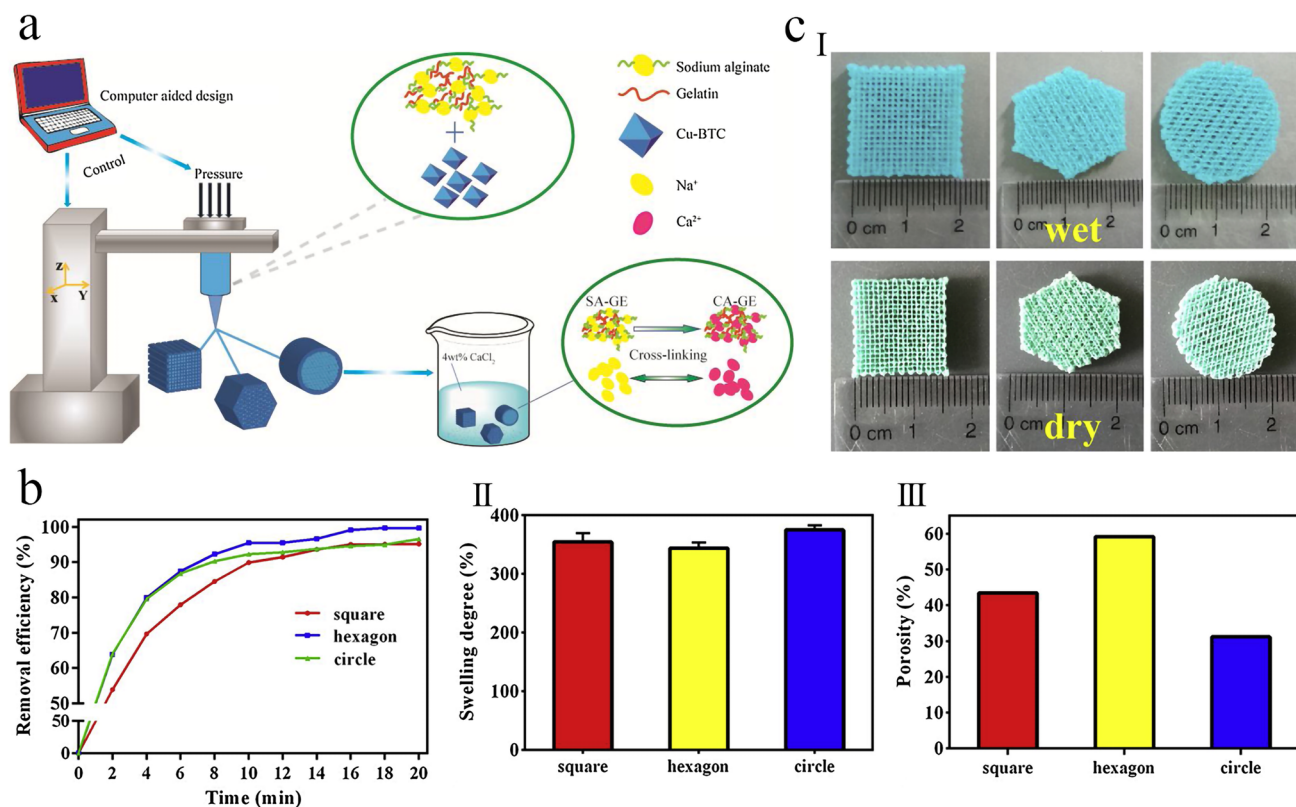 a
Computer aided design
Control
Pressure
z
x
Y
+
Sodium alginate
Gelatin
Cu-BTC
Na⁺
Ca²⁺
4wt% CaCl₂
SA-GE
CA-GE
Cross-linking
c
I
0 cm 1 2
0 cm 1 2
0 cm 1 2
wet
0 cm 1 2
0 cm 1 2
0 cm 1 2
dry
b
Removal efficiency (%)
100
90
80
70
60
50
50
0
square
hexagon
circle
0 2 4 6 8 10 12 14 16 18 20
Time (min)
II
Swelling degree (%)
400
300
200
100
0
square hexagon circle
III
Porosity (%)
60
50
40
30
20
10
0
square hexagon circle